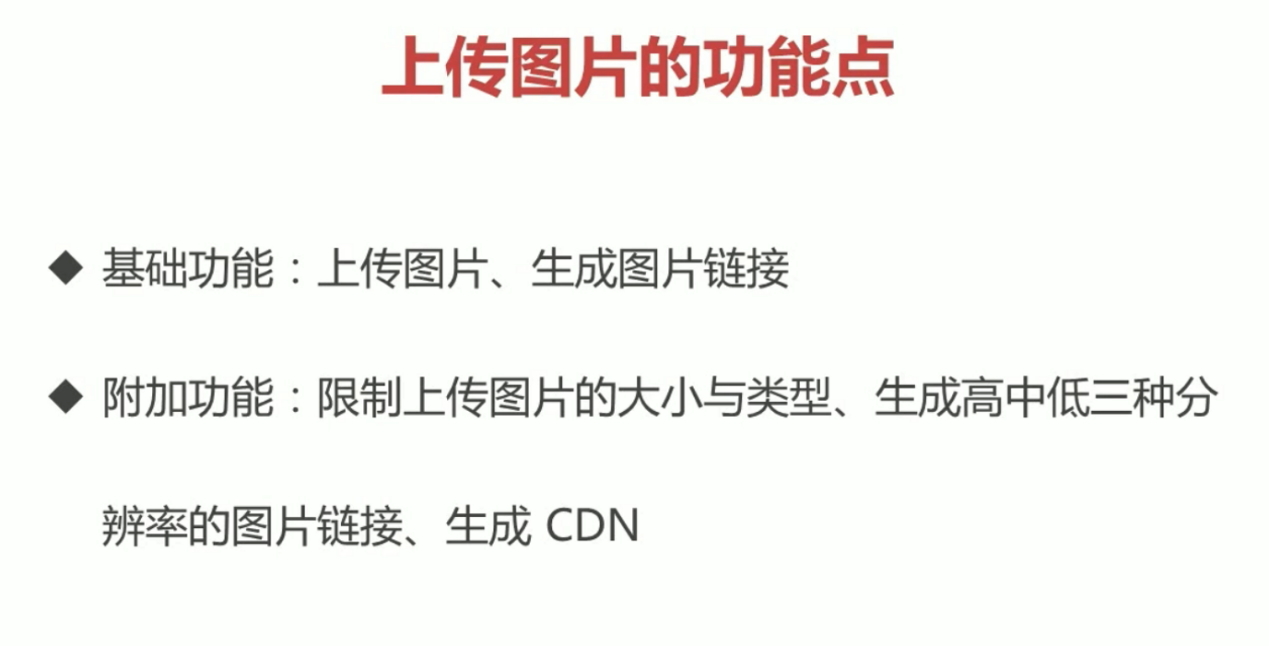 上传图片的功能点
◆ 基础功能：上传图片、生成图片链接
◆ 附加功能：限制上传图片的大小与类型、生成高中低三种分
辨率的图片链接、生成 CDN